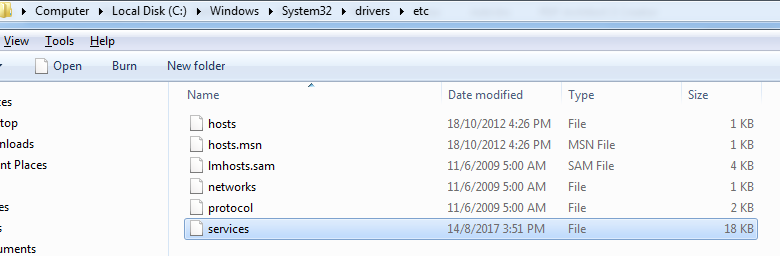 Computer ▸ Local Disk (C:) ▸ Windows ▸ System32 ▸ drivers ▸ etc
View Tools Help
Open Burn New folder
Name Date modified Type Size
hosts 18/10/2012 4:26 PM File 1 KB
hosts.msn 18/10/2012 4:26 PM MSN File 1 KB
lmhosts.sam 11/6/2009 5:00 AM SAM File 4 KB
networks 11/6/2009 5:00 AM File 1 KB
protocol 11/6/2009 5:00 AM File 2 KB
services 14/8/2017 3:51 PM File 18 KB
ces
top
nloads
nt Places
es
s
uments